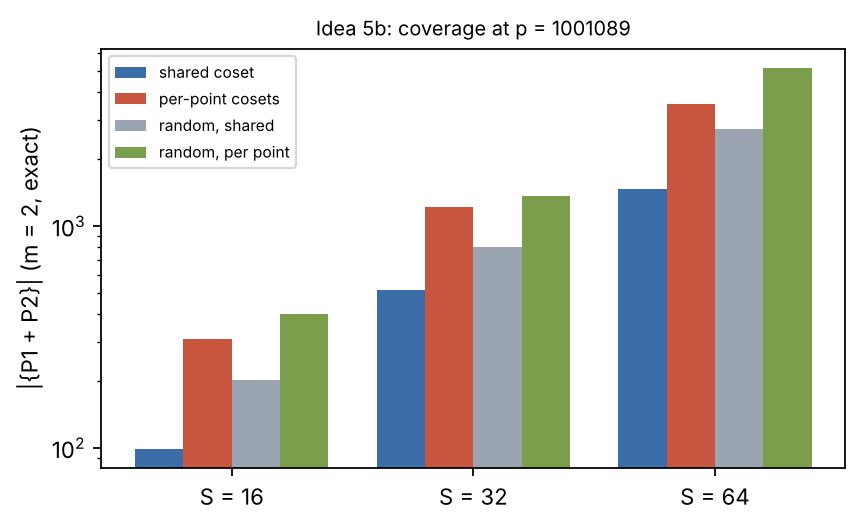 Idea 5b: coverage at p = 1001089
|{P1 + P2}| (m = 2, exact)
10³
10²
shared coset
per-point cosets
random, shared
random, per point
S = 16
S = 32
S = 64